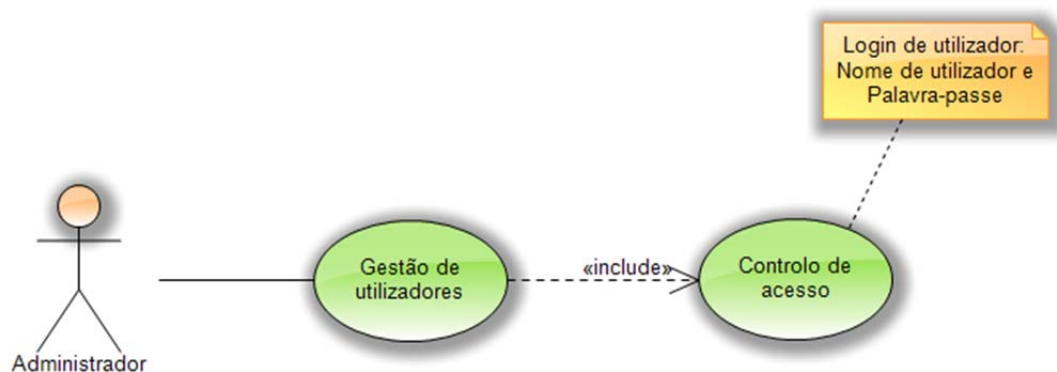 Login de utilizador:
Nome de utilizador e
Palavra-passe
Gestão de
utilizadores
«include»
Controlo de
acesso
Administrador